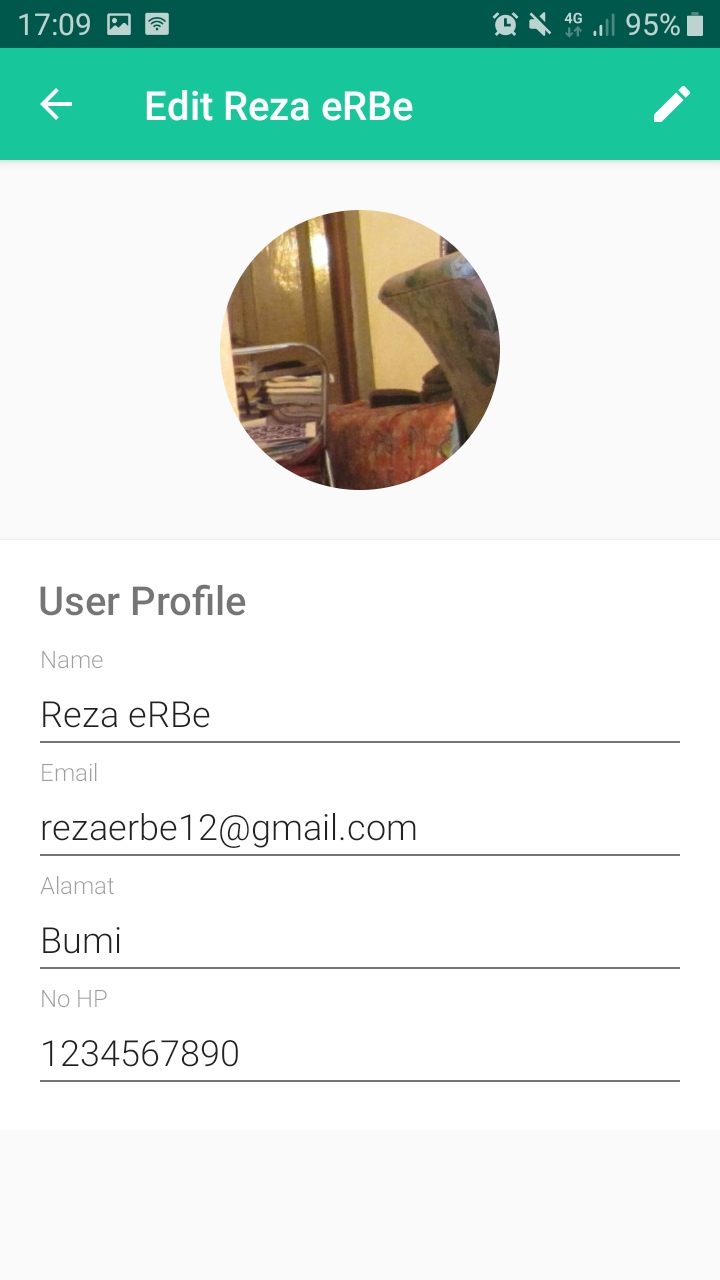 17:09
4G
95%
Edit Reza eRBe
User Profile
Name
Reza eRBe
Email
rezaerbe12@gmail.com
Alamat
Bumi
No HP
1234567890